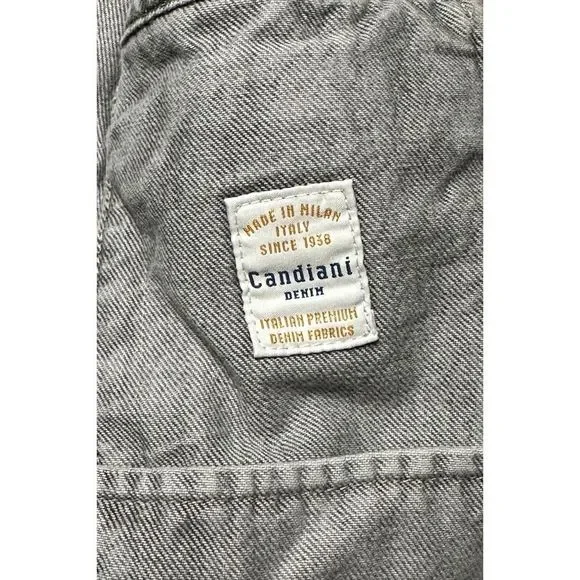 MADE IN MILAN
ITALY
SINCE 1938
Candiani
DENIM
ITALIAN PREMIUM
DENIM FABRICS